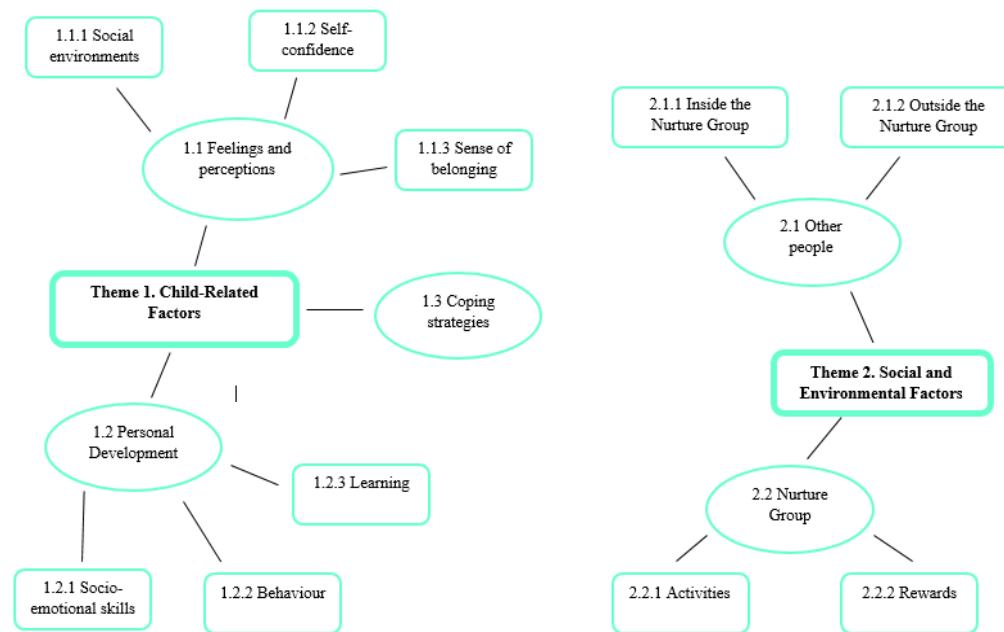 1.1.1 Social
environments
1.1.2 Self-
confidence
1.1 Feelings and
perceptions
1.1.3 Sense of
belonging
Theme 1. Child-Related
Factors
1.3 Coping
strategies
1.2 Personal
Development
1.2.3 Learning
1.2.1 Socio-
emotional skills
1.2.2 Behaviour
2.1.1 Inside the
Nurture Group
2.1.2 Outside the
Nurture Group
2.1 Other
people
Theme 2. Social and
Environmental Factors
2.2 Nurture
Group
2.2.1 Activities
2.2.2 Rewards